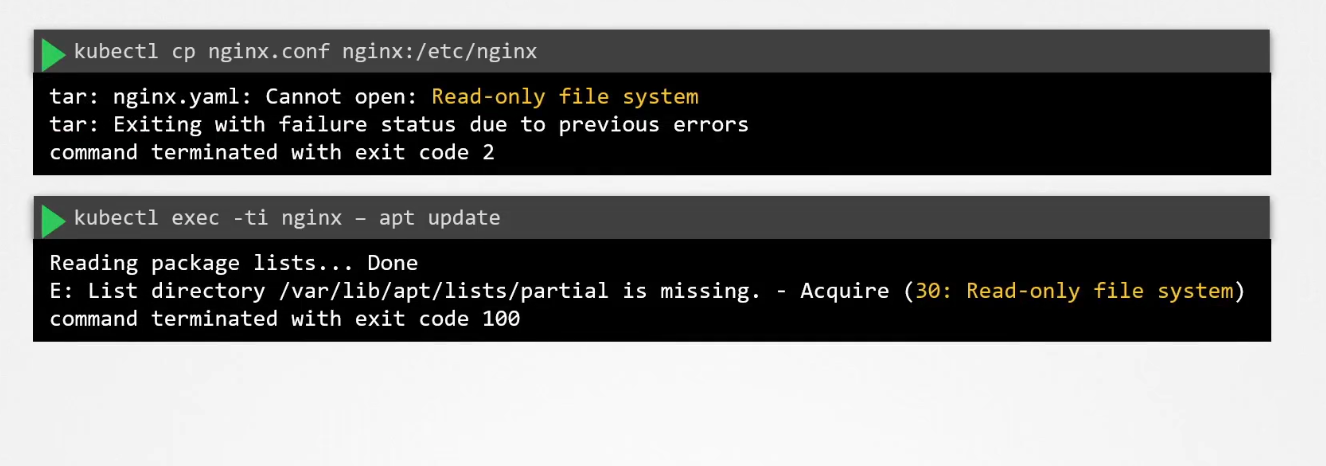 kubectl cp nginx.conf nginx:/etc/nginx
tar: nginx.yaml: Cannot open: Read-only file system
tar: Exiting with failure status due to previous errors
command terminated with exit code 2
kubectl exec -ti nginx – apt update
Reading package lists... Done
E: List directory /var/lib/apt/lists/partial is missing. - Acquire (30: Read-only file system)
command terminated with exit code 100